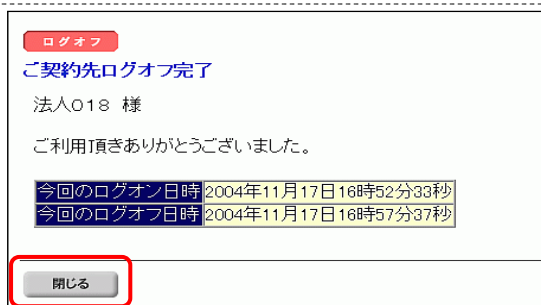 ログオフ
ご契約先ログオフ完了
法人018 様
ご利用頂きありがとうございました。
今回のログオン日時 2004年11月17日16時52分33秒
今回のログオフ日時 2004年11月17日16時57分37秒
閉じる